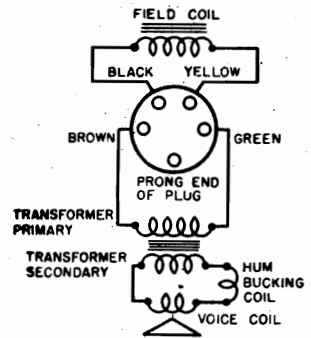 FIELD COIL
BLACK YELLOW
BROWN GREEN
PRONG END
OF PLUG
TRANSFORMER
PRIMARY
TRANSFORMER
SECONDARY
HUM
BUCKING
COIL
VOICE COIL